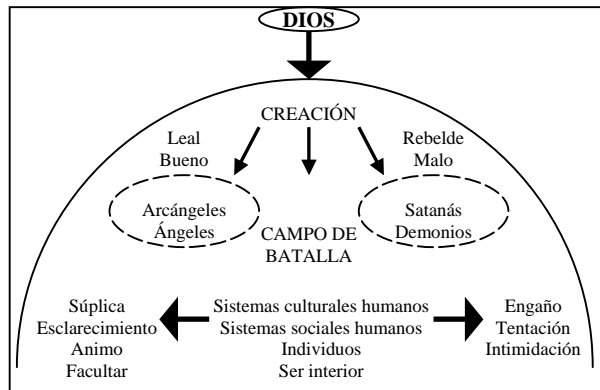 DIOS
CREACIÓN
Leal
Bueno
Rebelde
Malo
Arcángeles
Ángeles
CAMPO DE
BATALLA
Satanás
Demonios
Súplica
Esclarecimiento
Animo
Facultar
Sistemas culturales humanos
Sistemas sociales humanos
Individuos
Ser interior
Engaño
Tentación
Intimidación